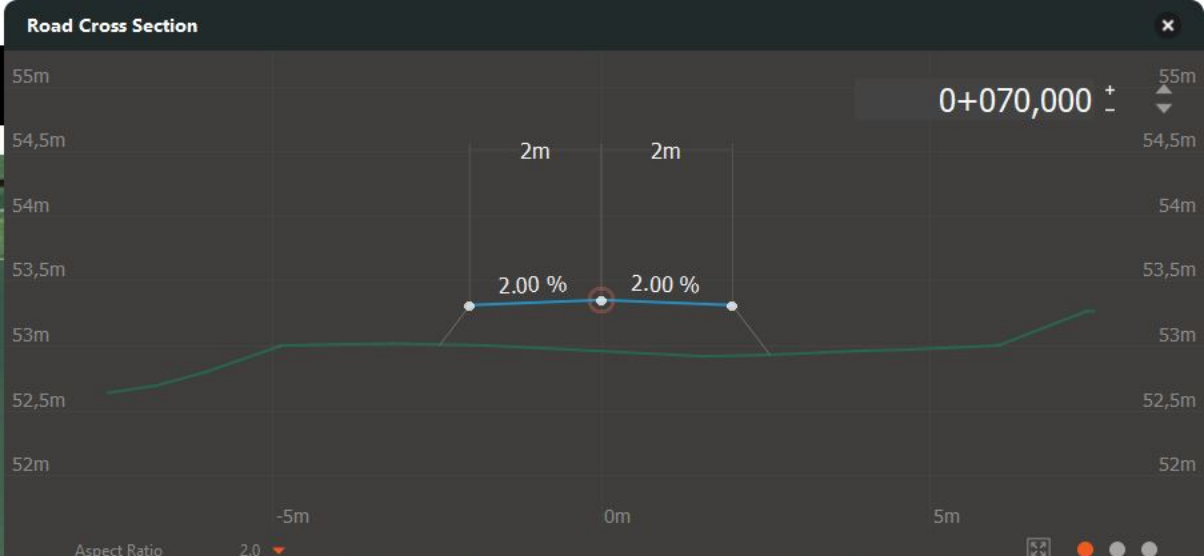 Road Cross Section
55m 55m
0+070,000 + −
54,5m 54,5m
2m 2m
54m 54m
53,5m 53,5m
2.00 % 2.00 %
53m 53m
52,5m 52,5m
52m 52m
-5m 0m 5m
Aspect Ratio 2.0